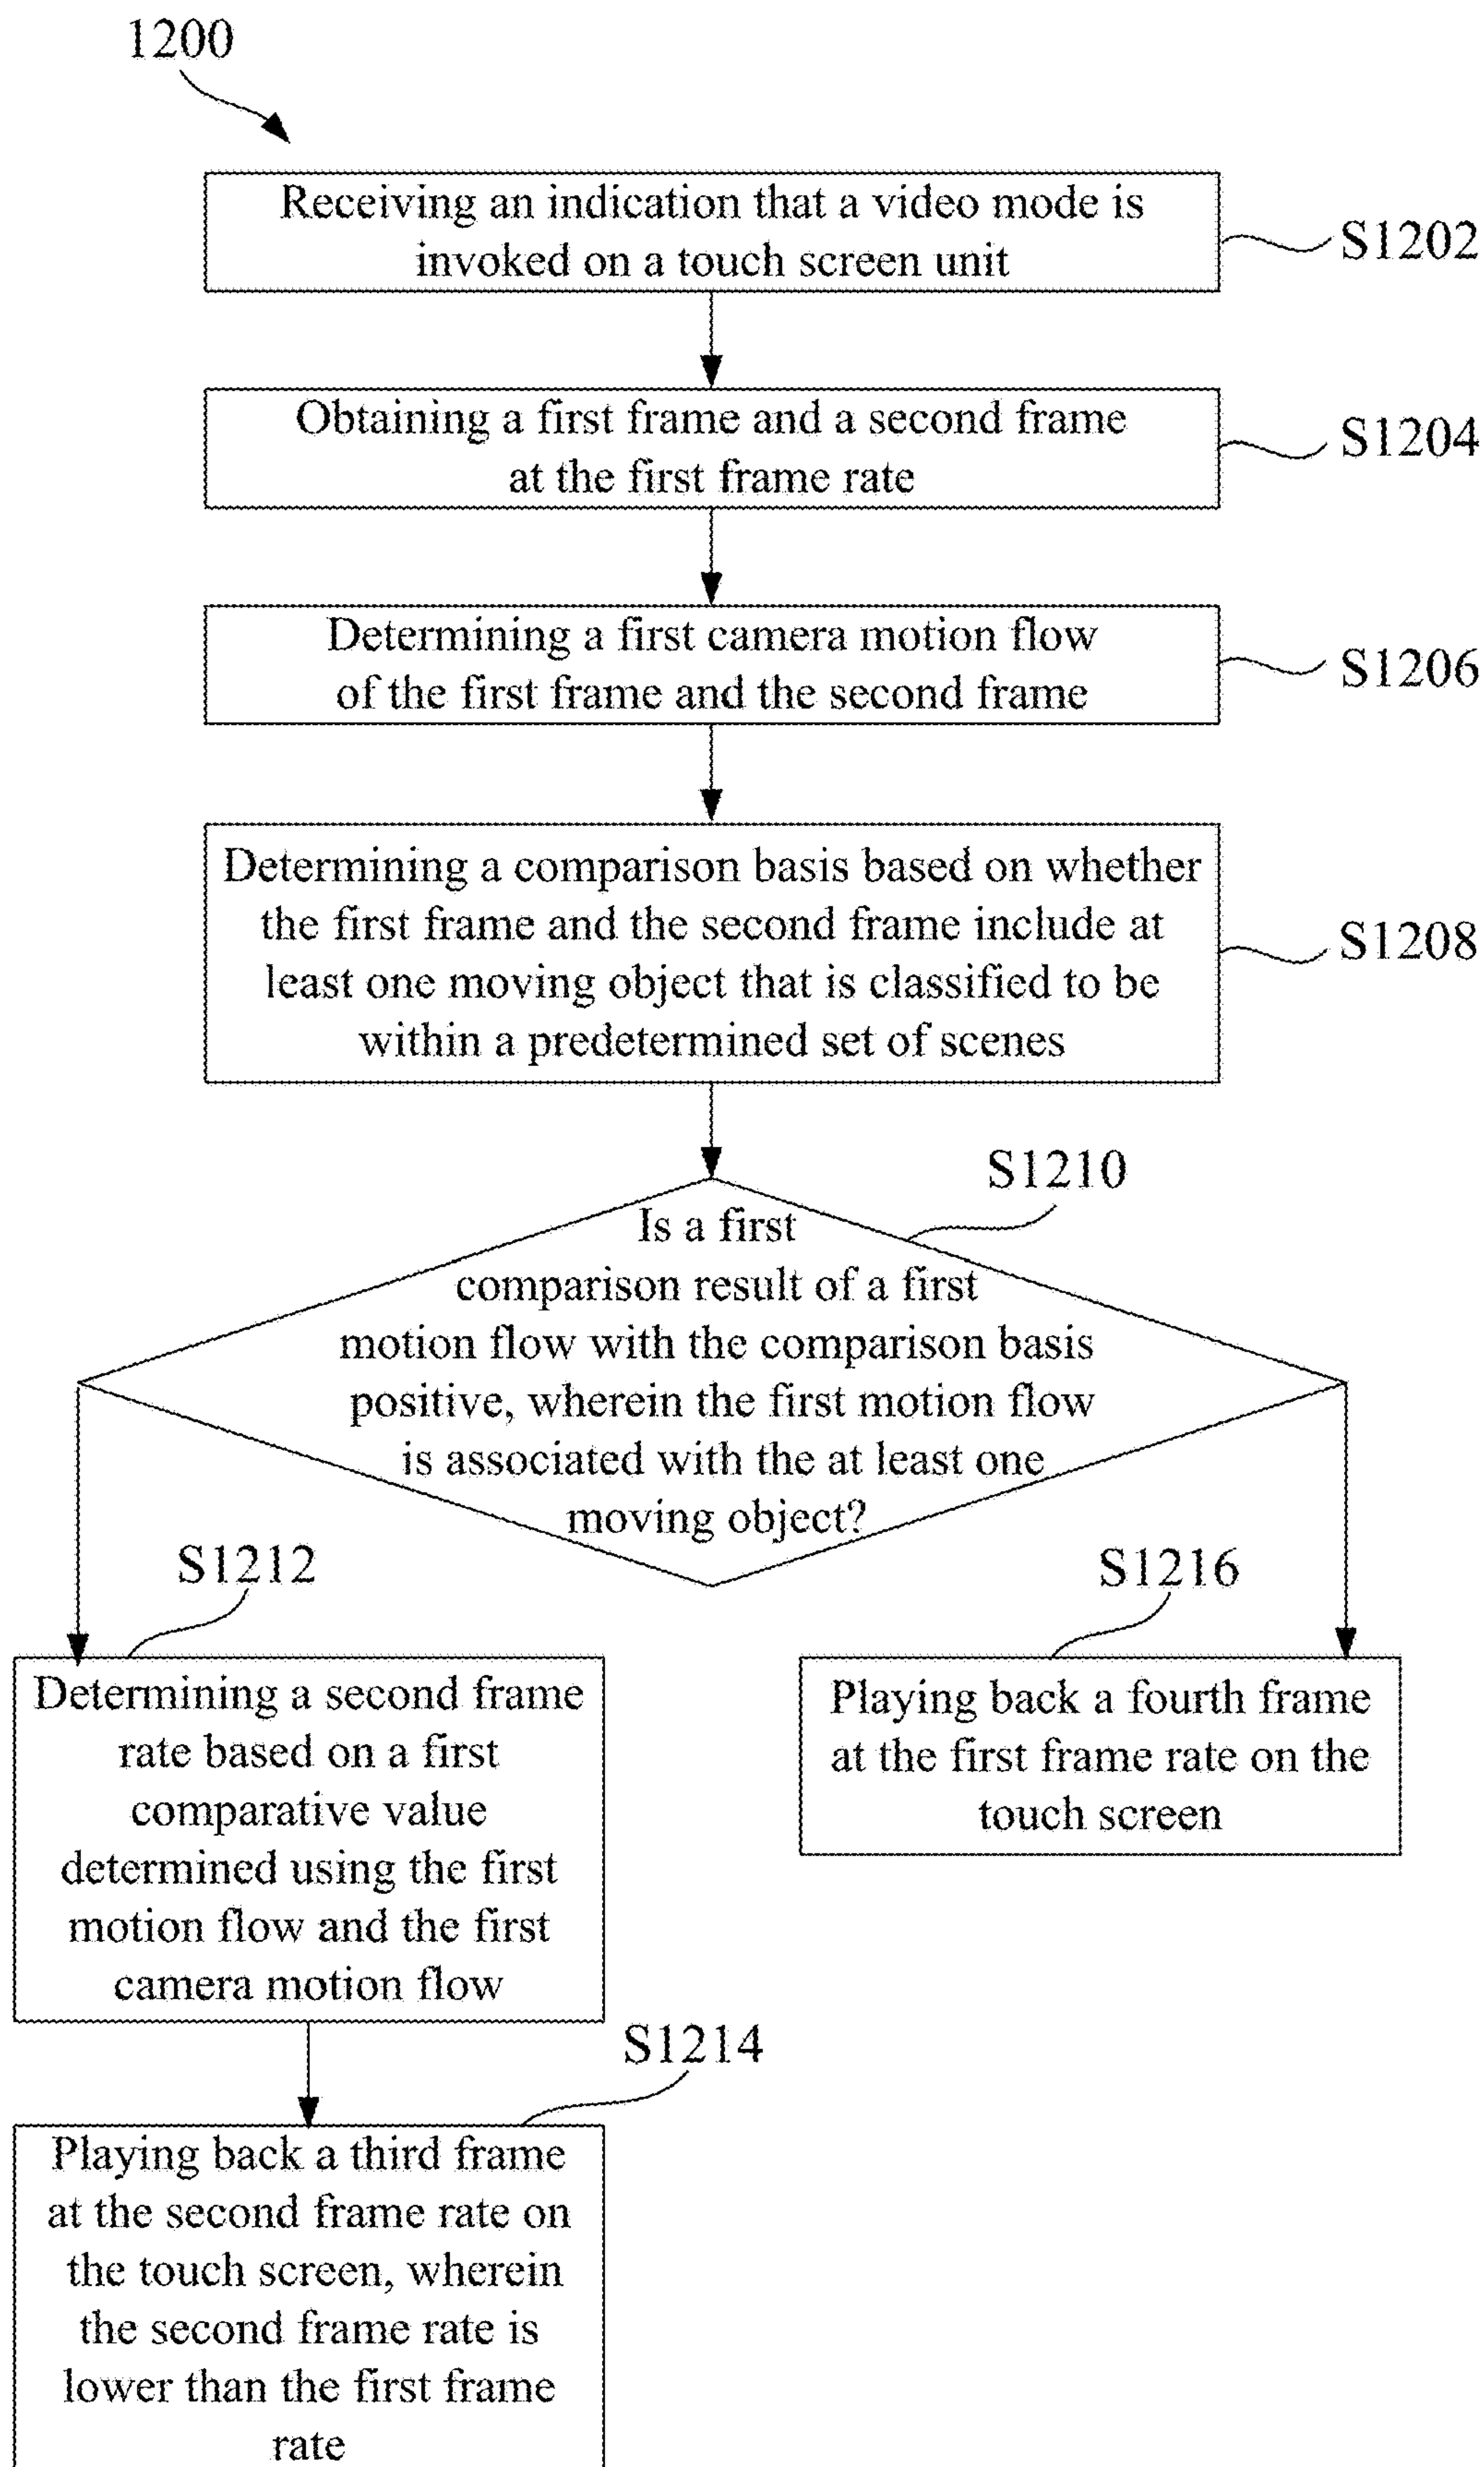 1200
Receiving an indication that a video mode is
invoked on a touch screen unit
S1202
Obtaining a first frame and a second frame
at the first frame rate
S1204
Determining a first camera motion flow
of the first frame and the second frame
S1206
Determining a comparison basis based on whether
the first frame and the second frame include at
least one moving object that is classified to be
within a predetermined set of scenes
S1208
S1210
Is a first
comparison result of a first
motion flow with the comparison basis
positive, wherein the first motion flow
is associated with the at least one
moving object?
S1212
Determining a second frame
rate based on a first
comparative value
determined using the first
motion flow and the first
camera motion flow
S1216
Playing back a fourth frame
at the first frame rate on the
touch screen
S1214
Playing back a third frame
at the second frame rate on
the touch screen, wherein
the second frame rate is
lower than the first frame
rate